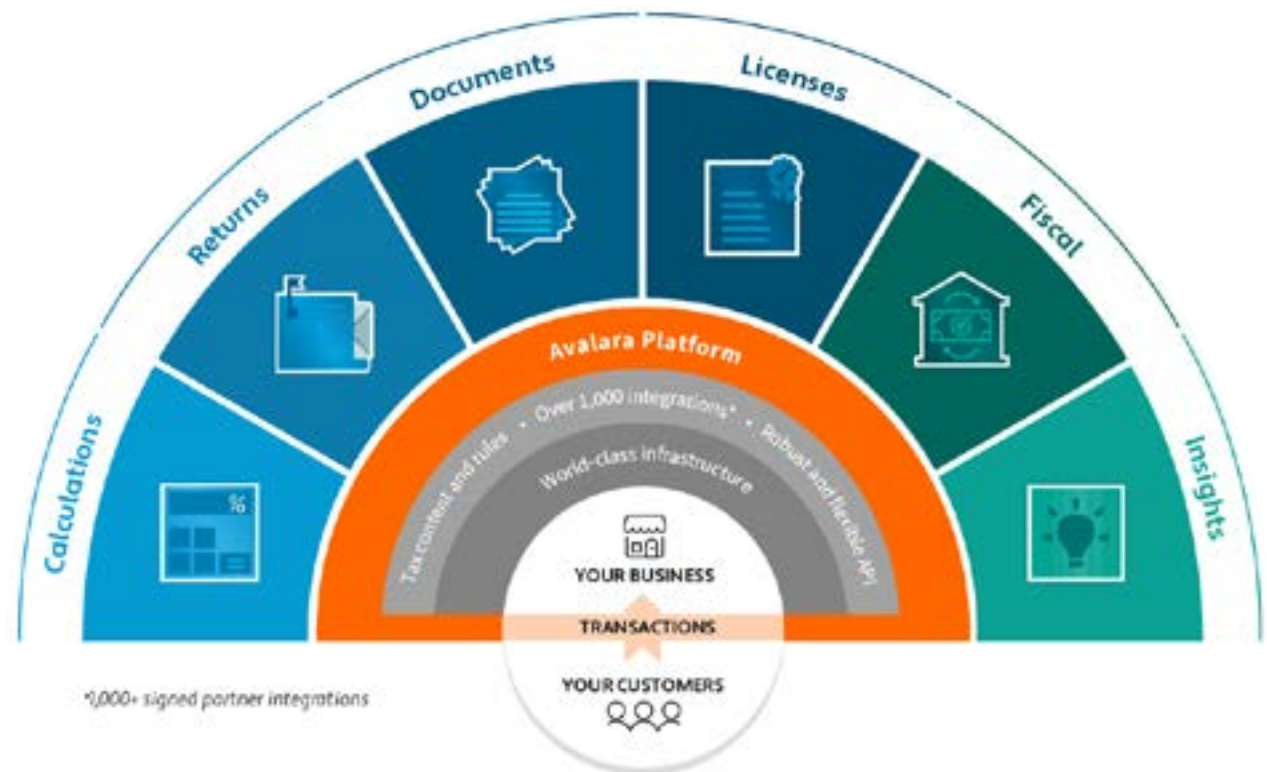 Calculations
Returns
Documents
Licenses
Fiscal
Insights
Avalara Platform
Tax content and rules • Over 1,000 integrations* • Robust and flexible API
World-class infrastructure
%
YOUR BUSINESS
TRANSACTIONS
YOUR CUSTOMERS
*1,000+ signed partner integrations